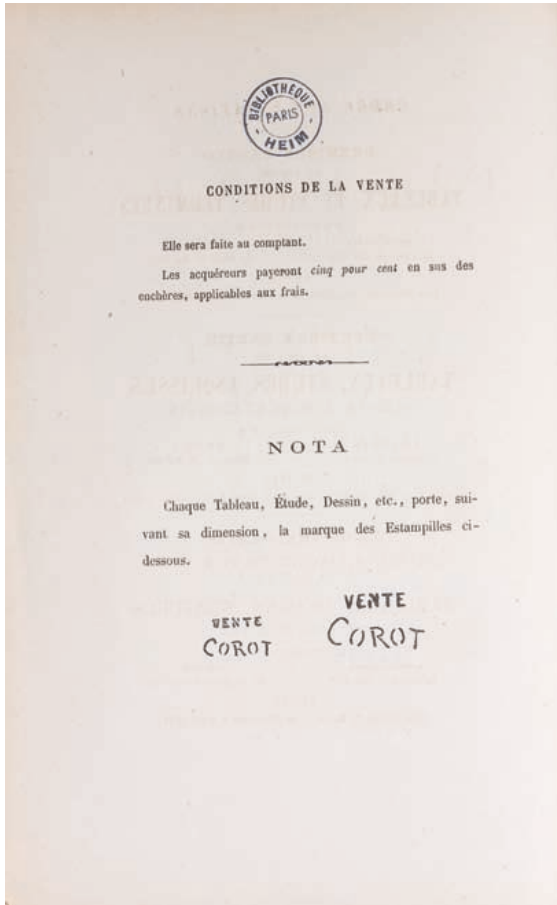 BIBLIOTHÈQUE
PARIS
HEIM
CONDITIONS DE LA VENTE
Elle sera faite au comptant.
Les acquéreurs payeront cinq pour cent en sus des
enchères, applicables aux frais.
NOTA
Chaque Tableau, Étude, Dessin, etc., porte, sui-
vant sa dimension, la marque des Estampilles ci-
dessous.
VENTE
COROT
VENTE
COROT